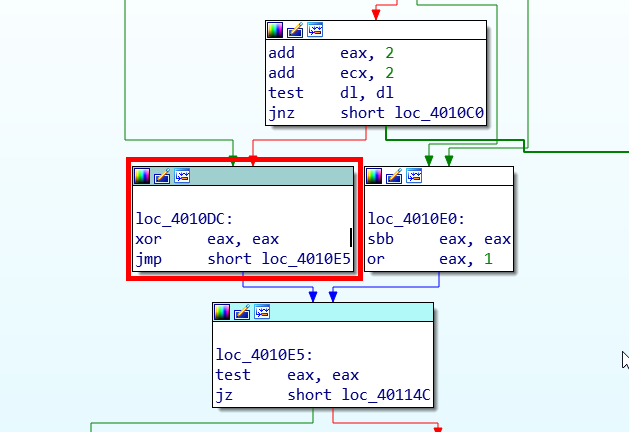 add eax, 2
add ecx, 2
test dl, dl
jnz short loc_4010C0
loc_4010DC:
xor eax, eax
jmp short loc_4010E5
loc_4010E0:
sbb eax, eax
or eax, 1
loc_4010E5:
test eax, eax
jz short loc_40114C